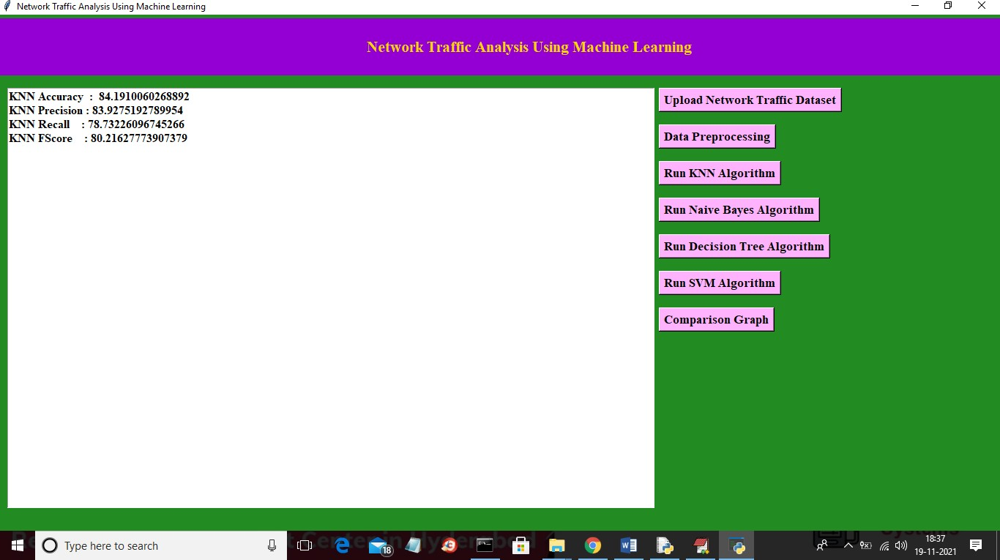 Network Traffic Analysis Using Machine Learning
Network Traffic Analysis Using Machine Learning
KNN Accuracy : 84.1910060268892
KNN Precision : 83.9275192789954
KNN Recall : 78.73226096745266
KNN FScore : 80.21627773907379
Upload Network Traffic Dataset
Data Preprocessing
Run KNN Algorithm
Run Naive Bayes Algorithm
Run Decision Tree Algorithm
Run SVM Algorithm
Comparison Graph
Type here to search
18
18:37
19-11-2021